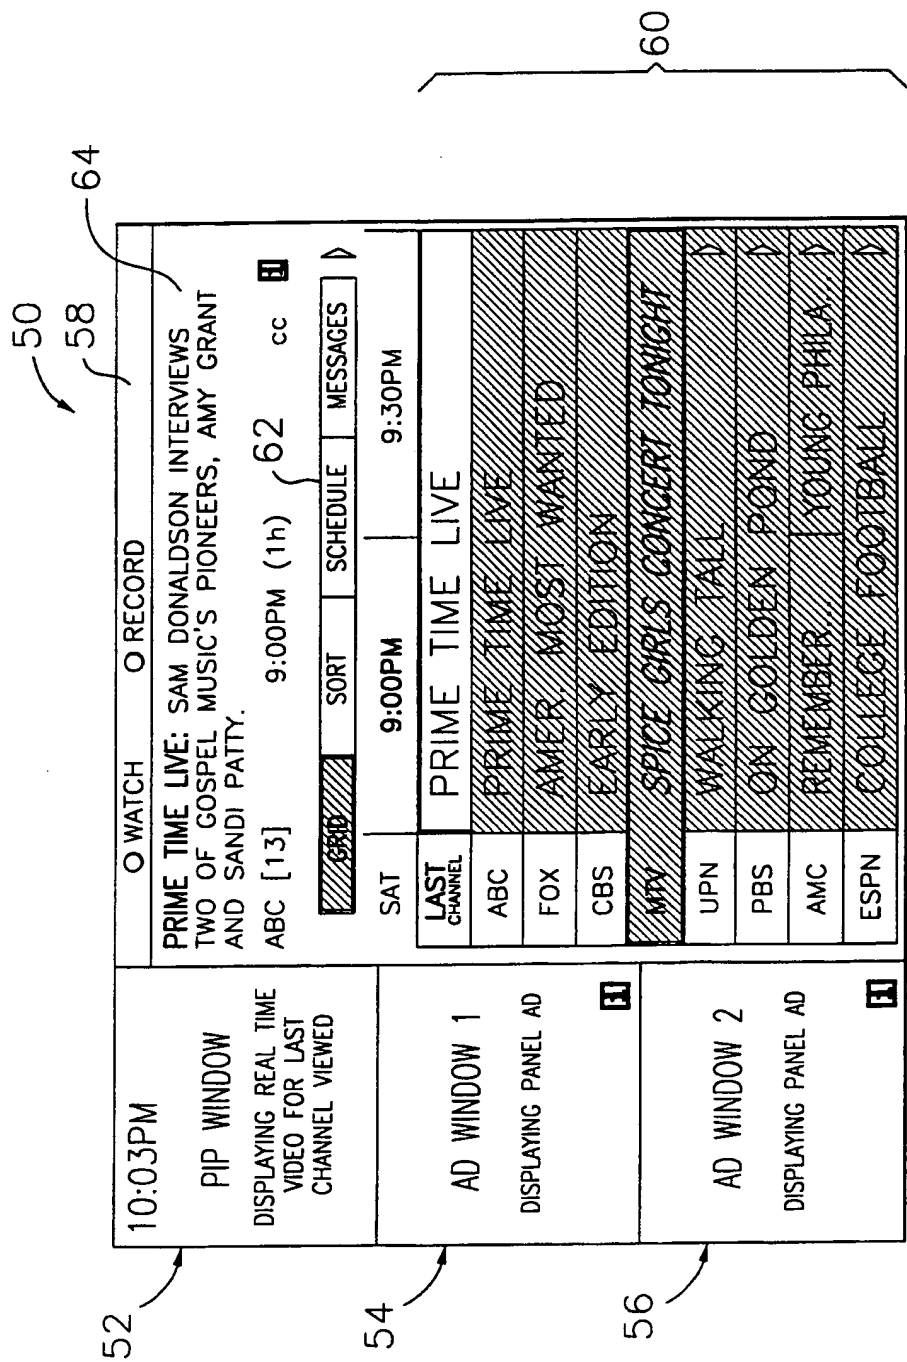 50
58
64
52
10:03PM
PIP WINDOW
DISPLAYING REAL TIME
VIDEO FOR LAST
CHANNEL VIEWED
54
AD WINDOW 1
DISPLAYING PANEL AD
i
56
AD WINDOW 2
DISPLAYING PANEL AD
i
O WATCH O RECORD
PRIME TIME LIVE: SAM DONALDSON INTERVIEWS
TWO OF GOSPEL MUSIC'S PIONEERS, AMY GRANT
AND SANDI PATTY.
ABC [13] 9:00PM (1h) cc i
62
GRID SORT SCHEDULE MESSAGES
SAT 9:00PM 9:30PM
LAST CHANNEL PRIME TIME LIVE
ABC PRIME TIME LIVE
FOX AMER. MOST WANTED
CBS EARLY EDITION
MTV SPICE GIRLS CONCERT TONIGHT
UPN WALKING TALL
PBS ON GOLDEN POND
AMC REMEMBER... YOUNG PHILA...
ESPN COLLEGE FOOTBALL
60